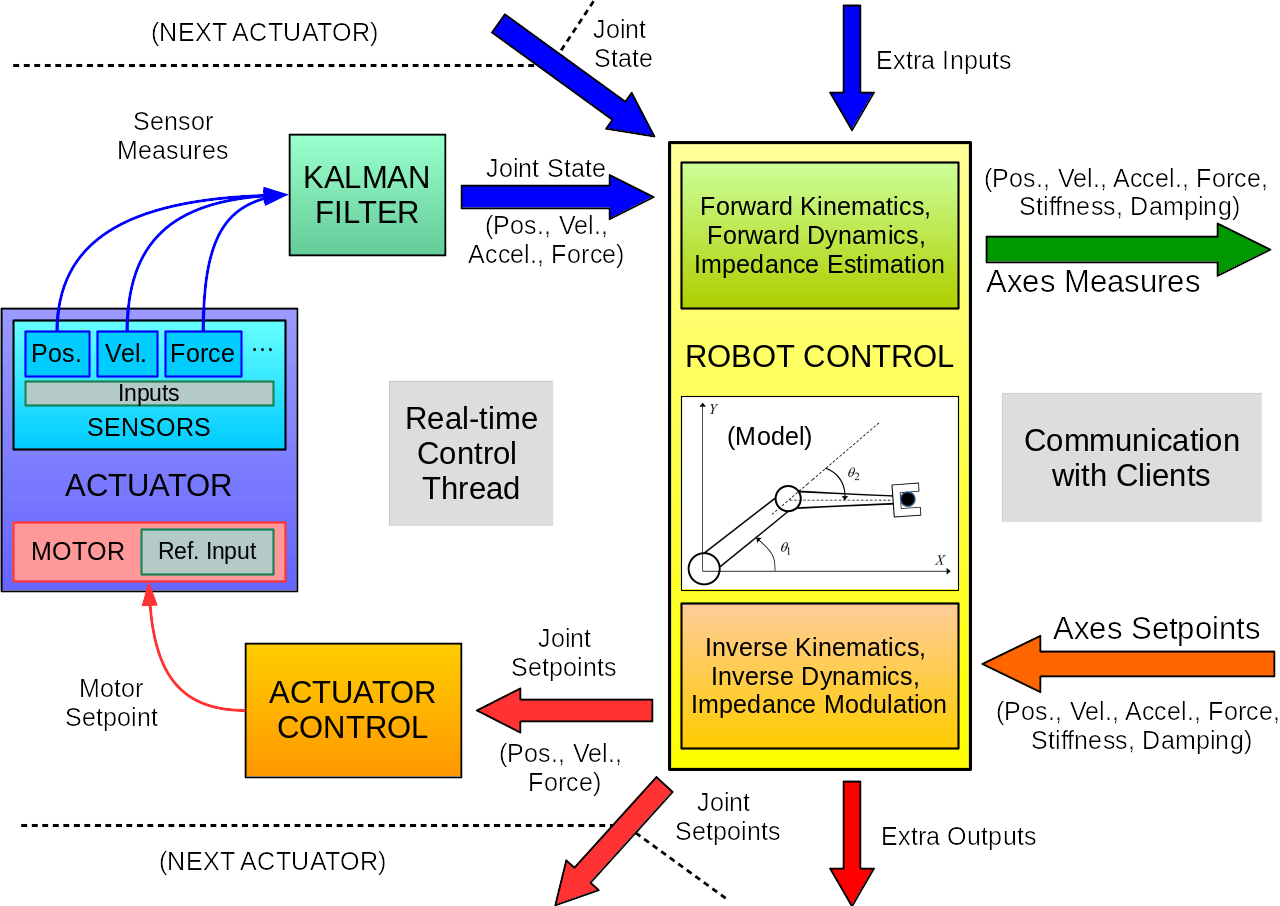 (NEXT ACTUATOR)
Joint
State
Extra Inputs
Sensor
Measures
KALMAN
FILTER
Joint State
(Pos., Vel.,
Accel., Force)
Forward Kinematics,
Forward Dynamics,
Impedance Estimation
(Pos., Vel., Accel., Force,
Stiffness, Damping)
Axes Measures
Pos.
Vel.
Force
...
Inputs
SENSORS
ACTUATOR
MOTOR
Ref. Input
Real-time
Control
Thread
ROBOT CONTROL
(Model)
Y
θ2
θ1
X
Communication
with Clients
Inverse Kinematics,
Inverse Dynamics,
Impedance Modulation
Axes Setpoints
(Pos., Vel., Accel., Force,
Stiffness, Damping)
Joint
Setpoints
(Pos., Vel.,
Force)
Motor
Setpoint
ACTUATOR
CONTROL
Joint
Setpoints
Extra Outputs
(NEXT ACTUATOR)